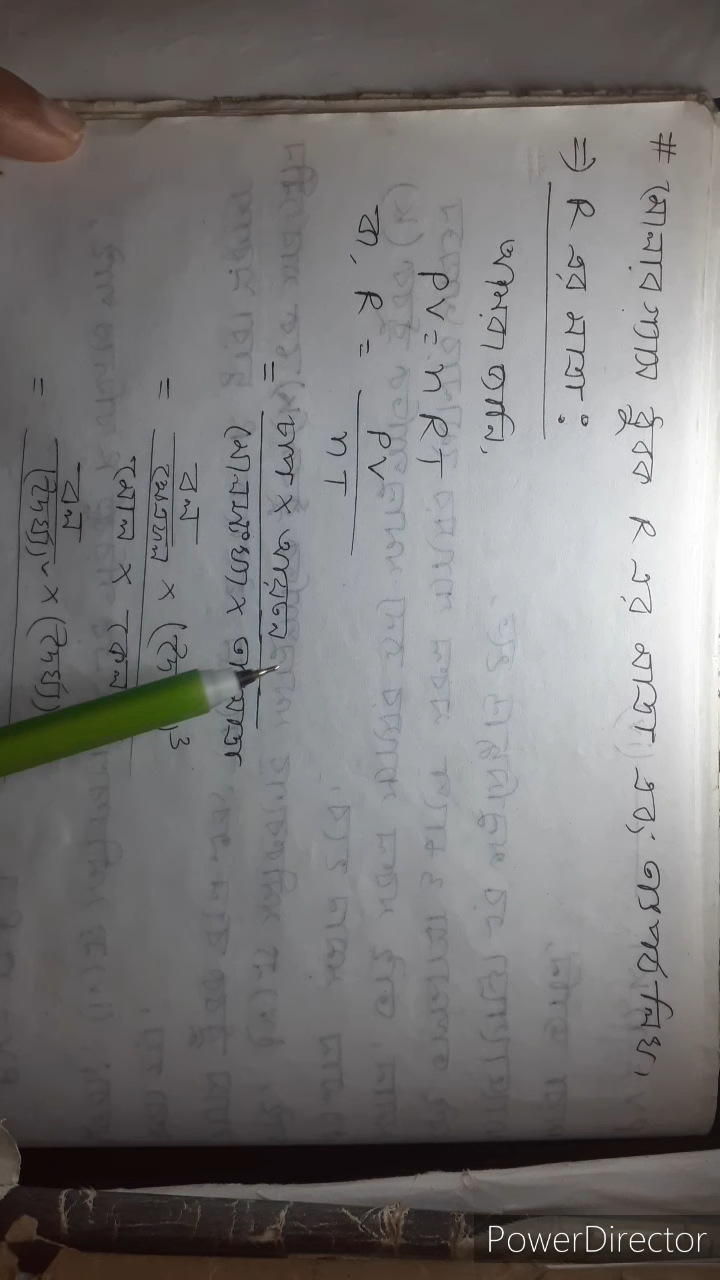 # মোলার গ্যাস ধ্রুবক R এর মাত্রা এবং তাৎপর্য লিখ।
⇒ R এর মাত্রা :
আমরা জানি,
PV = nRT
বা, R = PV / nT
= চাপ × আয়তন / মোলসংখ্যা × তাপমাত্রা
= বল / ক্ষেত্রফল × (দৈর্ঘ্য)³ / মোল ×
= বল / (দৈর্ঘ্য)² × (দৈর্ঘ্য)
PowerDirector